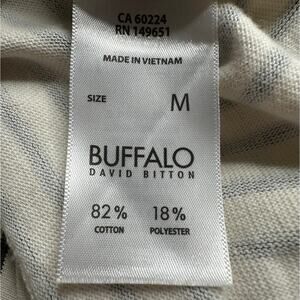 CA 60224
RN 149651
MADE IN VIETNAM
SIZE M
BUFFALO
DAVID BITTON
82% 18%
COTTON POLYESTER